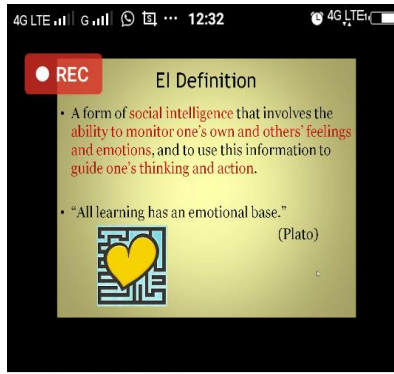 4G LTE G ... 12:32 4G LTE
REC
EI Definition
• A form of social intelligence that involves the
ability to monitor one's own and others' feelings
and emotions, and to use this information to
guide one's thinking and action.
• "All learning has an emotional base."
(Plato)